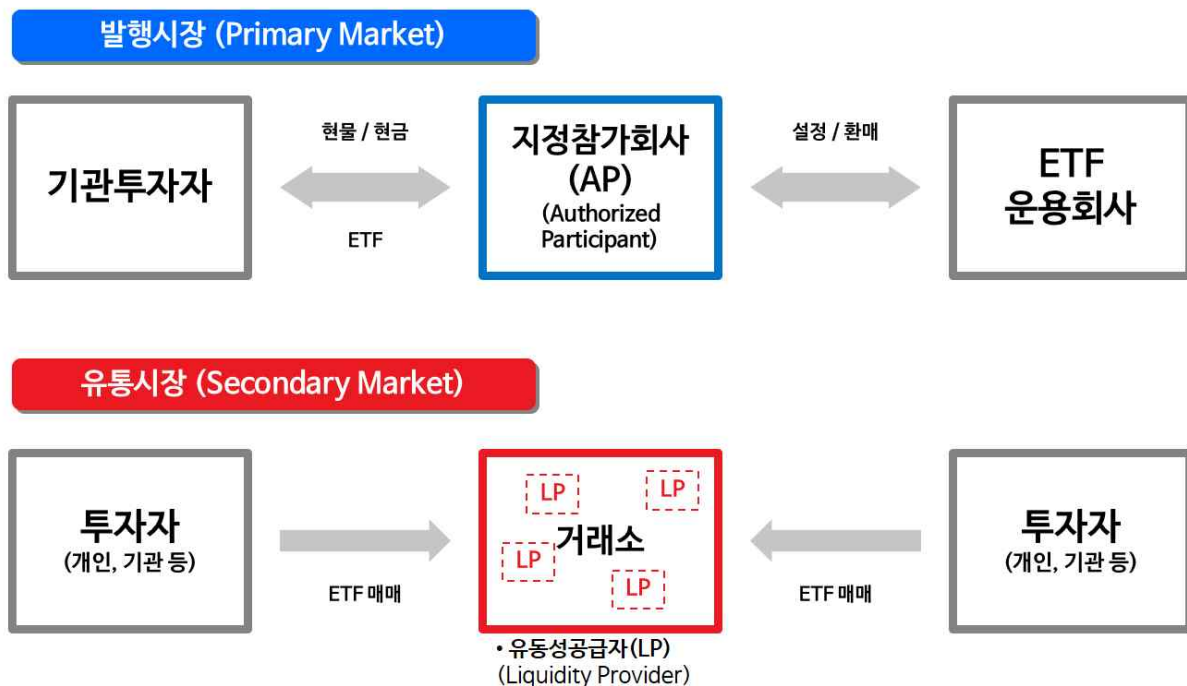 발행시장 (Primary Market)
기관투자자
현물 / 현금
ETF
지정참가회사
(AP)
(Authorized
Participant)
설정 / 환매
ETF
운용회사
유통시장 (Secondary Market)
투자자
(개인, 기관 등)
ETF 매매
LP
LP
거래소
LP
LP
• 유동성공급자(LP)
(Liquidity Provider)
ETF 매매
투자자
(개인, 기관 등)